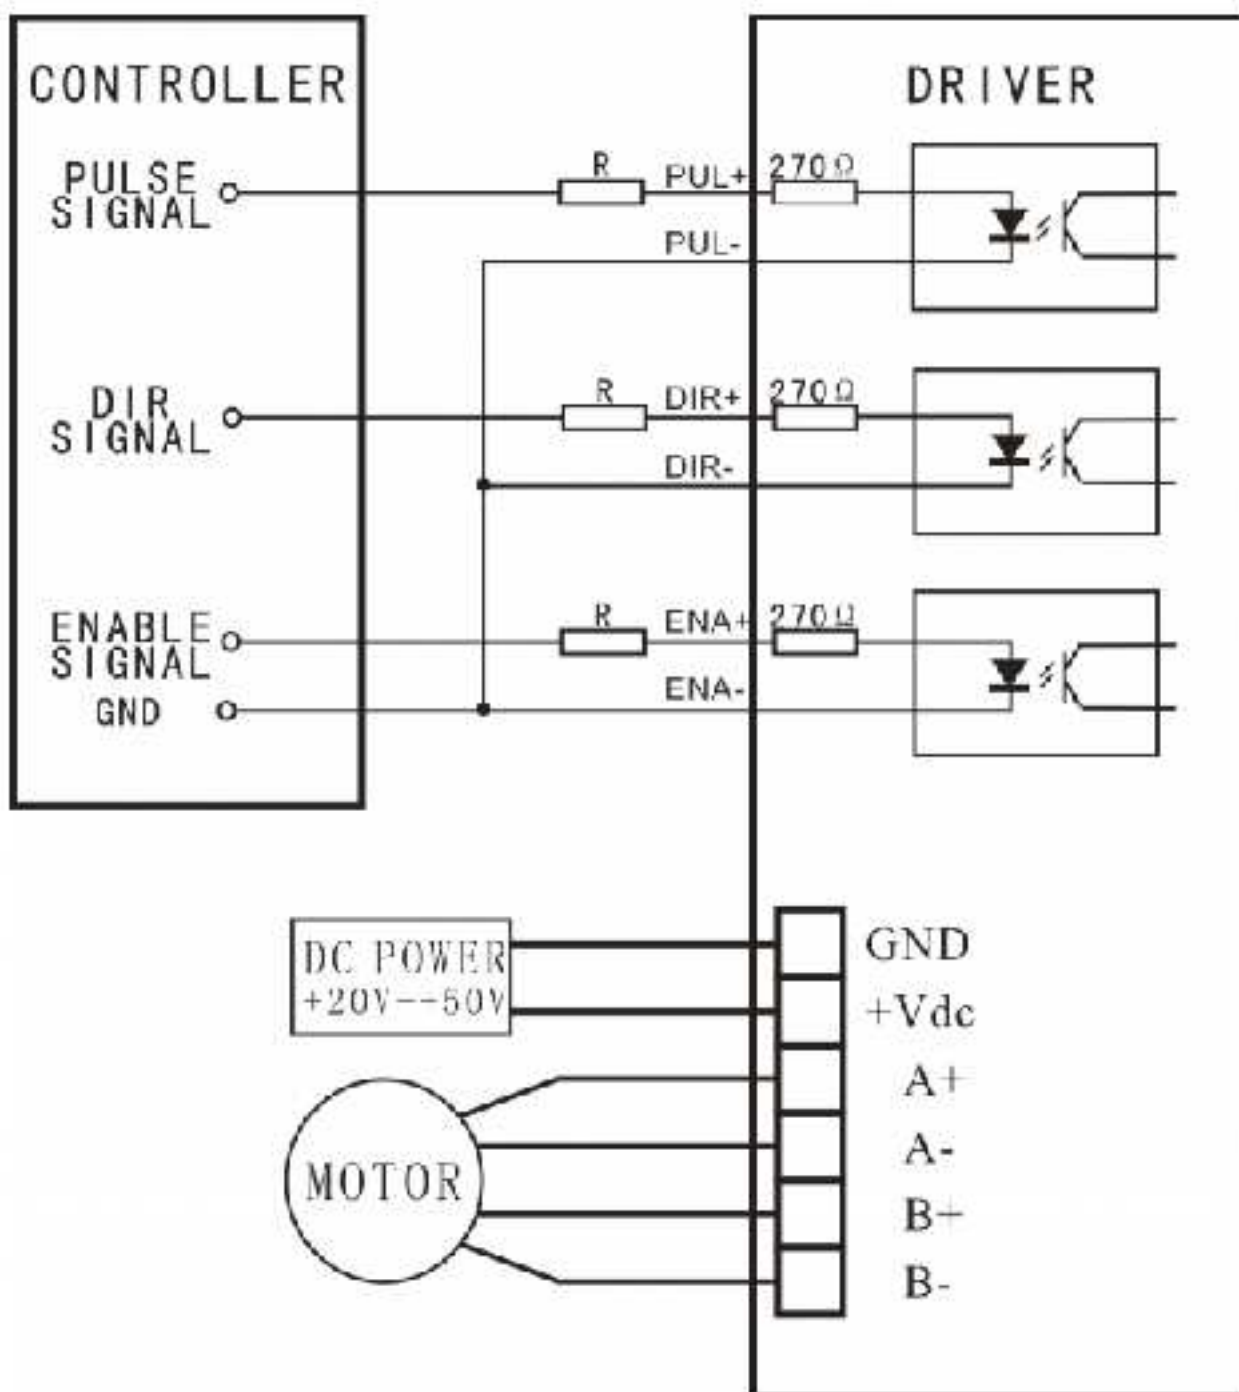 CONTROLLER
DRIVER
PULSE
SIGNAL
R
PUL+
270Ω
PUL-
DIR
SIGNAL
R
DIR+
270Ω
DIR-
ENABLE
SIGNAL
R
ENA+
270Ω
ENA-
GND
DC POWER
+20V--50V
GND
+Vdc
A+
A-
MOTOR
B+
B-